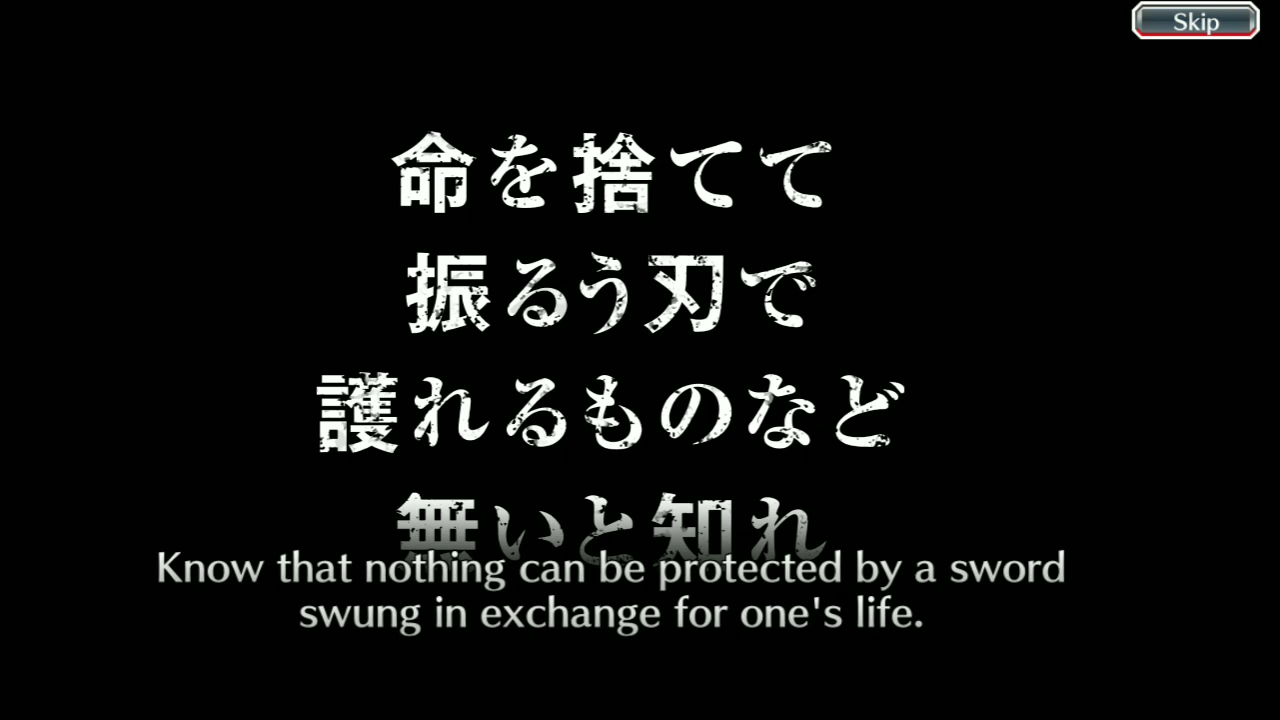 Skip
命を捨てて
振るう刃で
護れるものなど
無いと知れ
Know that nothing can be protected by a sword
swung in exchange for one's life.